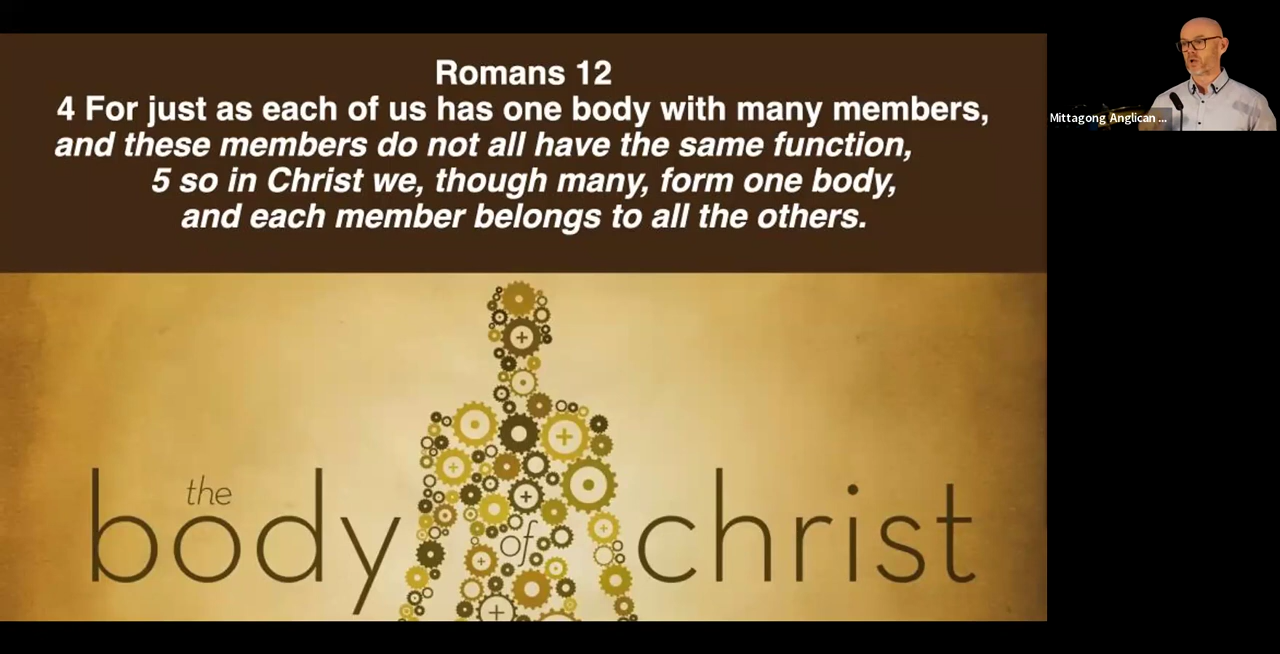 Romans 12
4 For just as each of us has one body with many members,
and these members do not all have the same function,
5 so in Christ we, though many, form one body,
and each member belongs to all the others.
the
body of christ
Mittagong Anglican ...